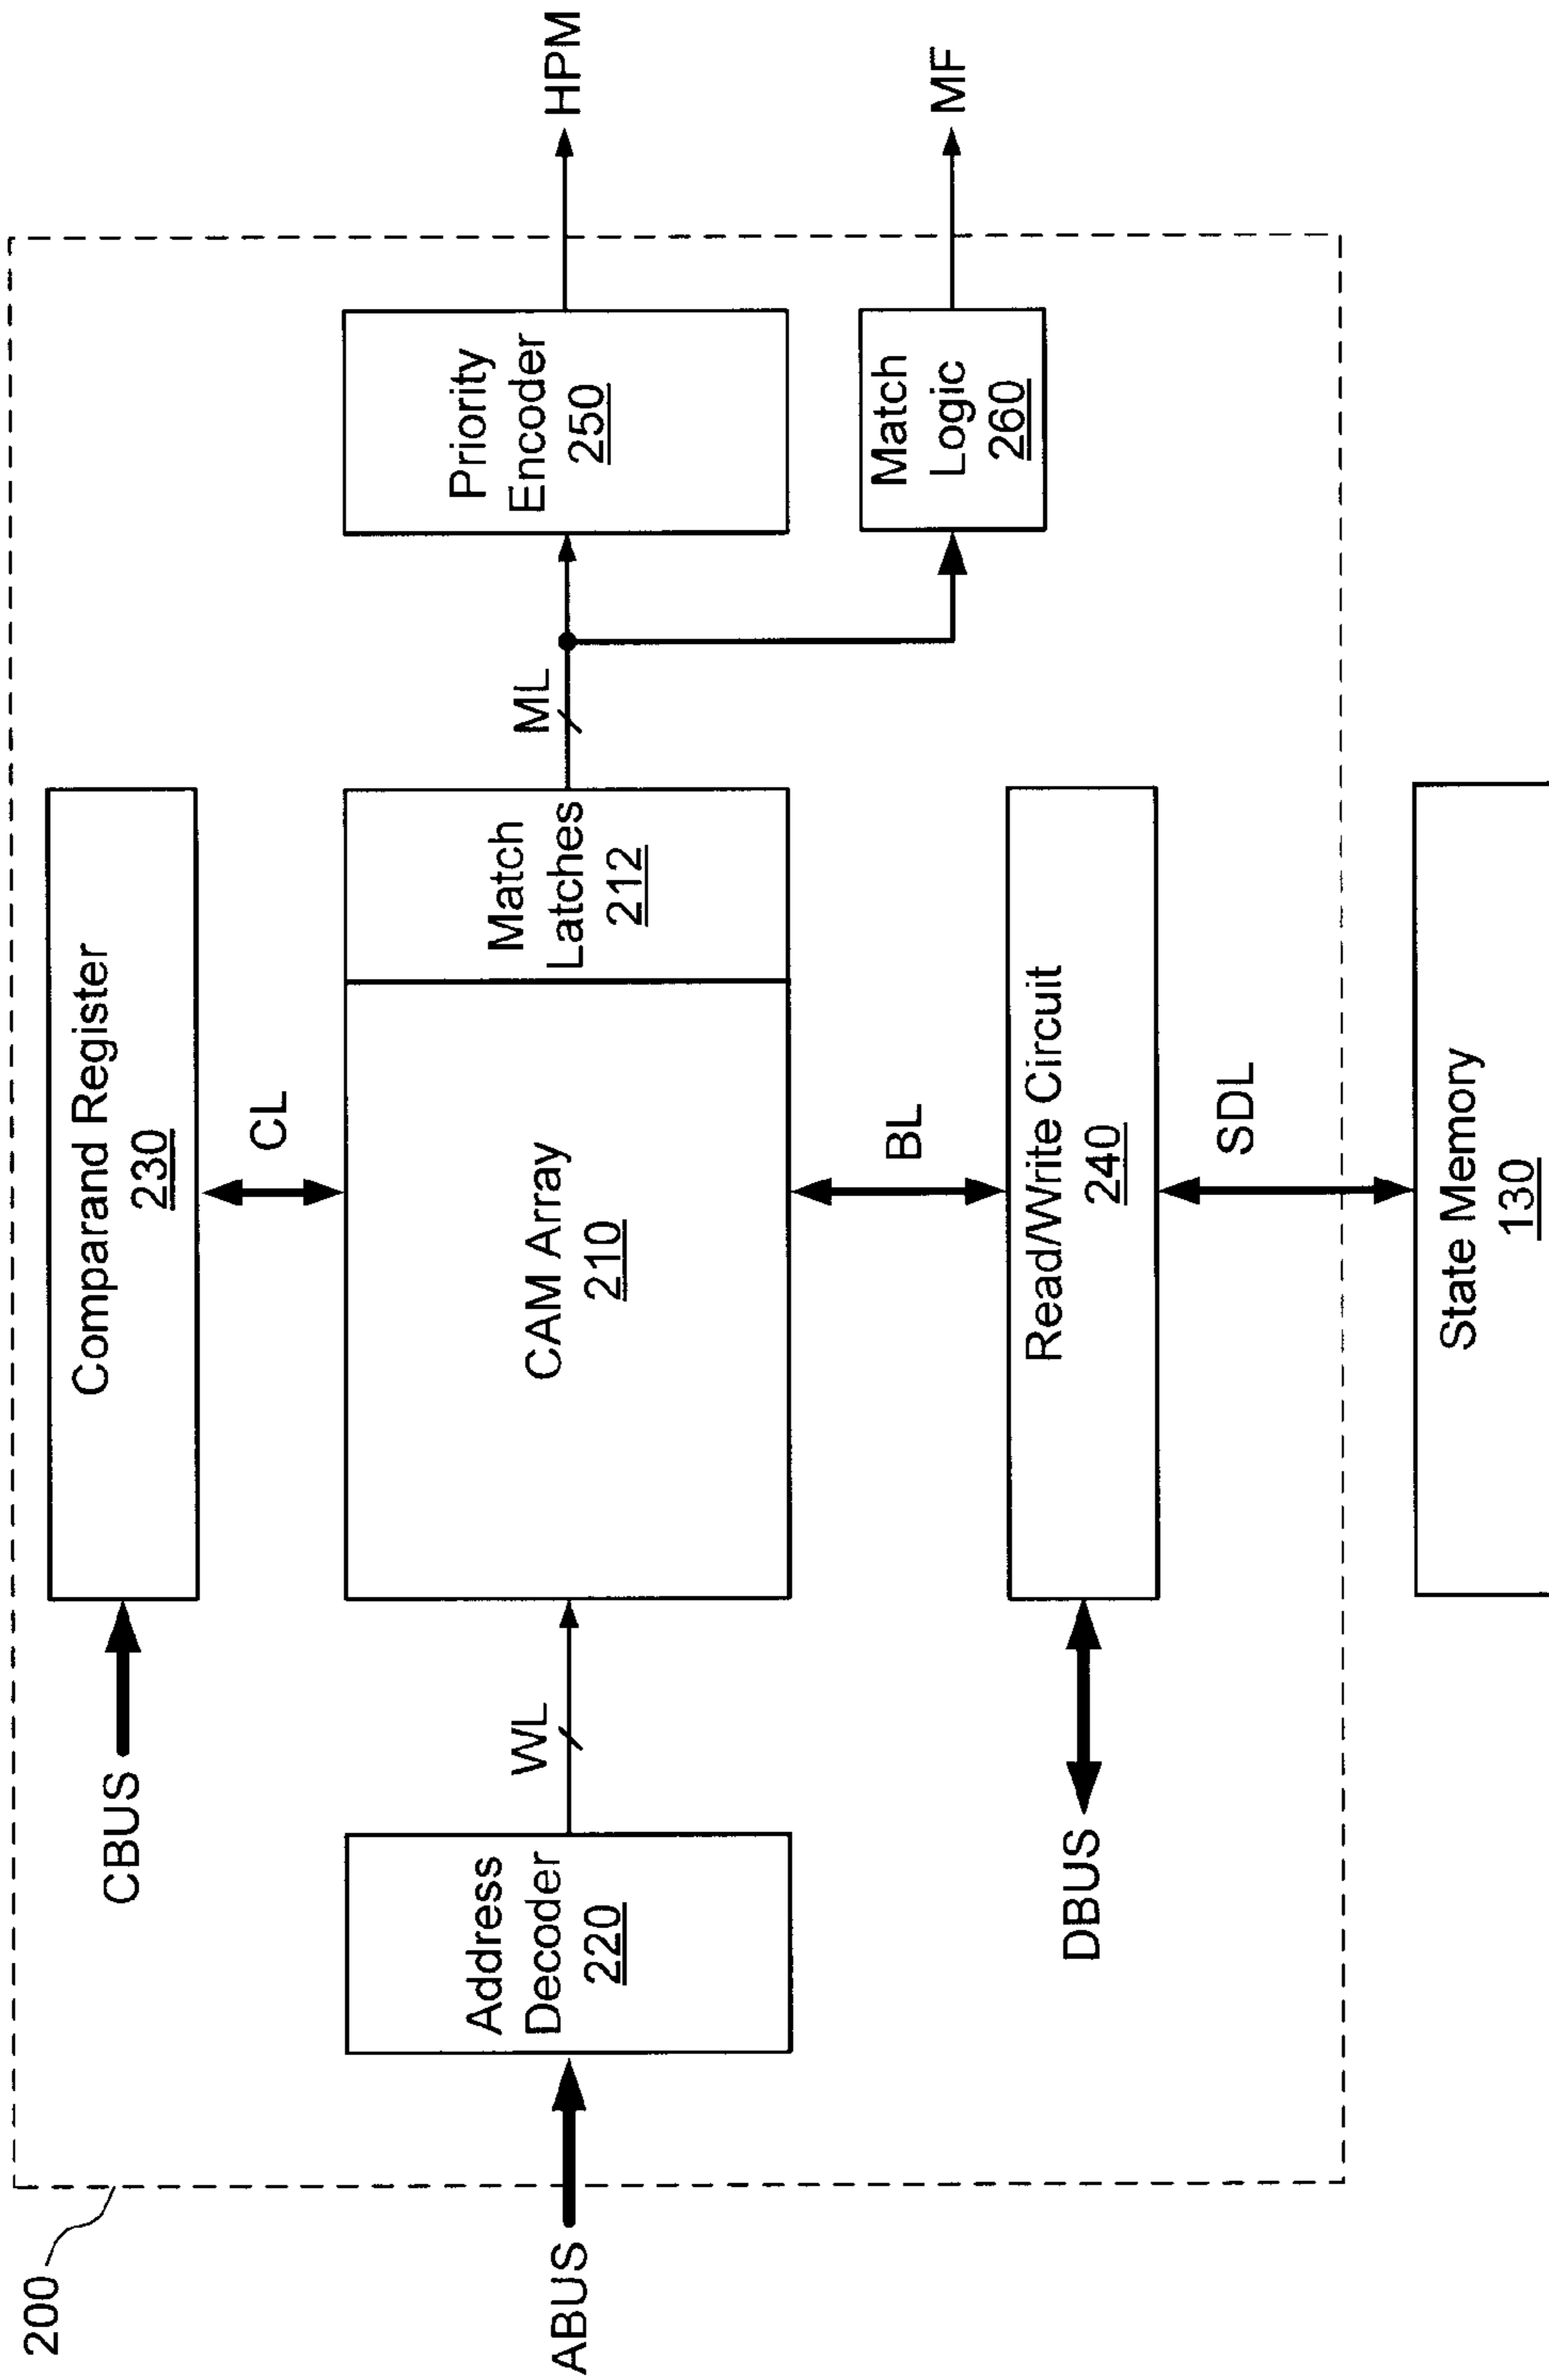 200
CBUS
Comparand Register
230
CL
ABUS
Address
Decoder
220
WL
CAM Array
210
Match
Latches
212
ML
Priority
Encoder
250
HPM
Match
Logic
260
MF
BL
DBUS
Read/Write Circuit
240
SDL
State Memory
130